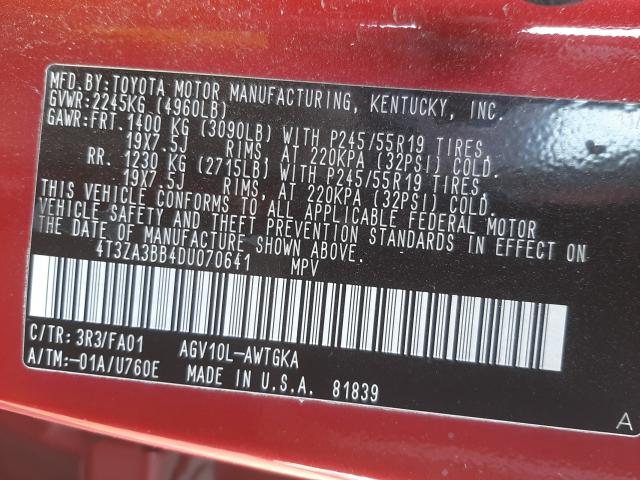 MFD.BY:TOYOTA MOTOR MANUFACTURING, KENTUCKY, INC.
GVWR:2245KG (4960LB)
GAWR:FRT.1400 KG (3090LB) WITH P245/55R19 TIRES,
19X7.5J RIMS, AT 220KPA (32PSI) COLD.
RR. 1230 KG (2715LB) WITH P245/55R19 TIRES,
19X7.5J RIMS, AT 220KPA (32PSI) COLD.
THIS VEHICLE CONFORMS TO ALL APPLICABLE FEDERAL MOTOR
VEHICLE SAFETY AND THEFT PREVENTION STANDARDS IN EFFECT ON
THE DATE OF MANUFACTURE SHOWN ABOVE.
4T3ZA3BB4DU070641 MPV
C/TR: 3R3/FA01 AGV10L-AWTGKA
A/TM:-01A/U760E MADE IN U.S.A. 81839
A